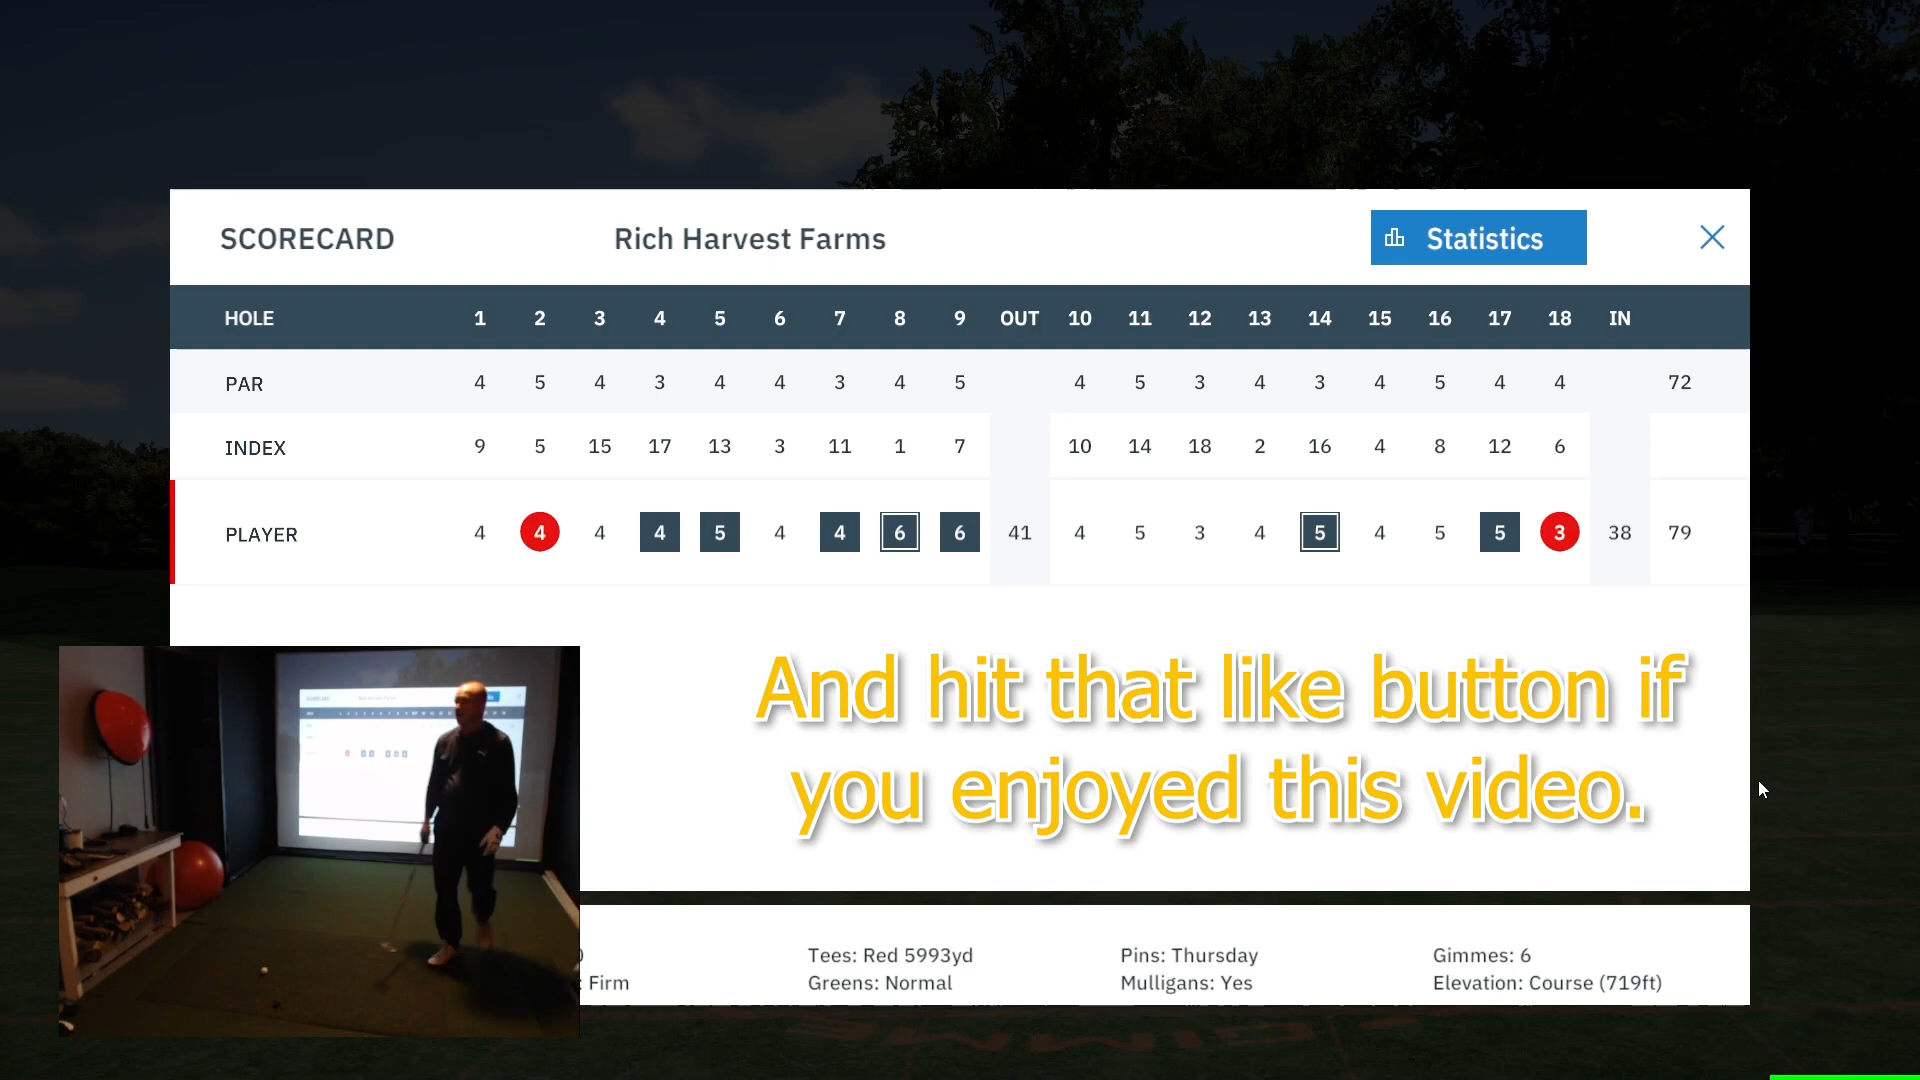 SCORECARD Rich Harvest Farms Statistics
HOLE 1 2 3 4 5 6 7 8 9 OUT 10 11 12 13 14 15 16 17 18 IN
PAR 4 5 4 3 4 4 3 4 5 4 5 3 4 3 4 5 4 4 72
INDEX 9 5 15 17 13 3 11 1 7 10 14 18 2 16 4 8 12 6
PLAYER 4 4 4 4 5 4 4 6 6 41 4 5 3 4 5 4 5 5 3 38 79
And hit that like button if
you enjoyed this video.
Tees: Red 5993yd Pins: Thursday Gimmes: 6
: Firm Greens: Normal Mulligans: Yes Elevation: Course (719ft)